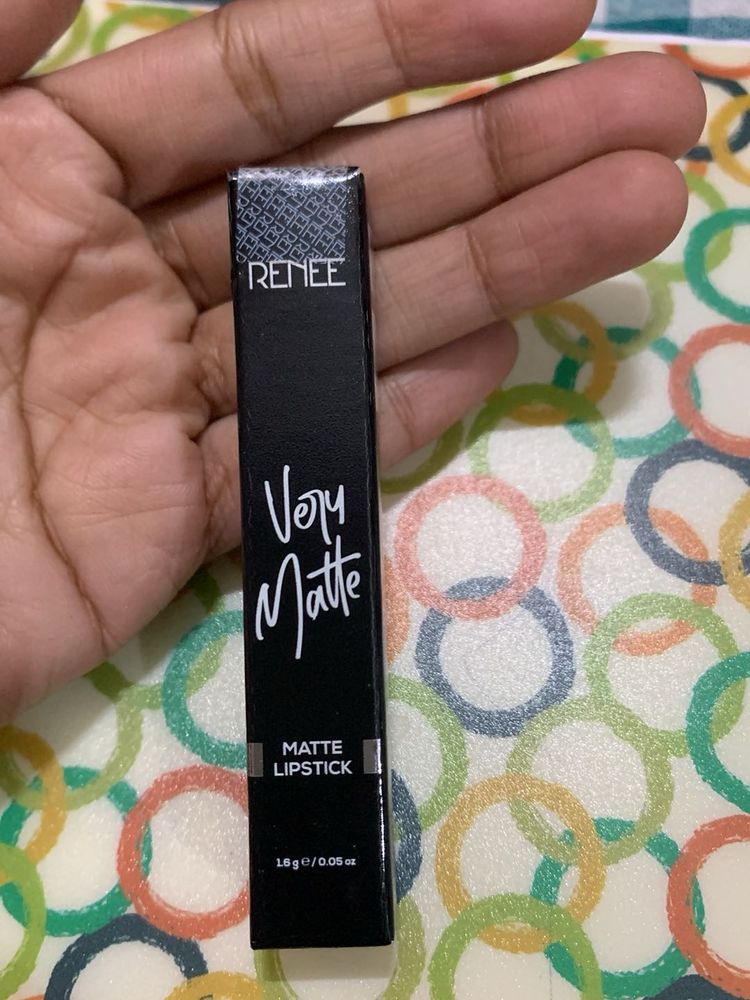 RENEE
Very
Matte
MATTE
LIPSTICK
1.6 g ℮ / 0.05 oz